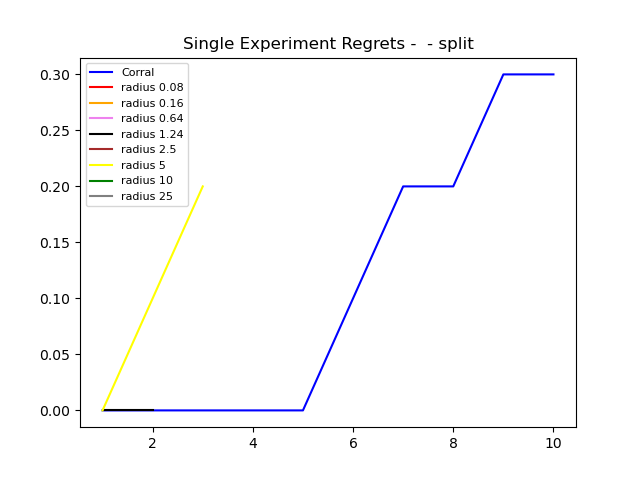 Single Experiment Regrets -  - split
0.30
0.25
0.20
0.15
0.10
0.05
0.00
Corral
radius 0.08
radius 0.16
radius 0.64
radius 1.24
radius 2.5
radius 5
radius 10
radius 25
2 4 6 8 10